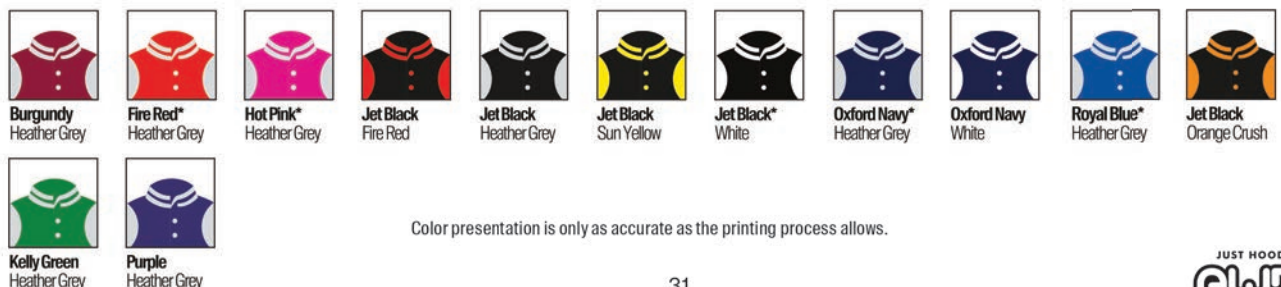 Burgundy
Heather Grey
Fire Red*
Heather Grey
Hot Pink*
Heather Grey
Jet Black
Fire Red
Jet Black
Heather Grey
Jet Black
Sun Yellow
Jet Black*
White
Oxford Navy*
Heather Grey
Oxford Navy
White
Royal Blue*
Heather Grey
Jet Black
Orange Crush
Kelly Green
Heather Grey
Purple
Heather Grey
Color presentation is only as accurate as the printing process allows.
31
JUST HOOD